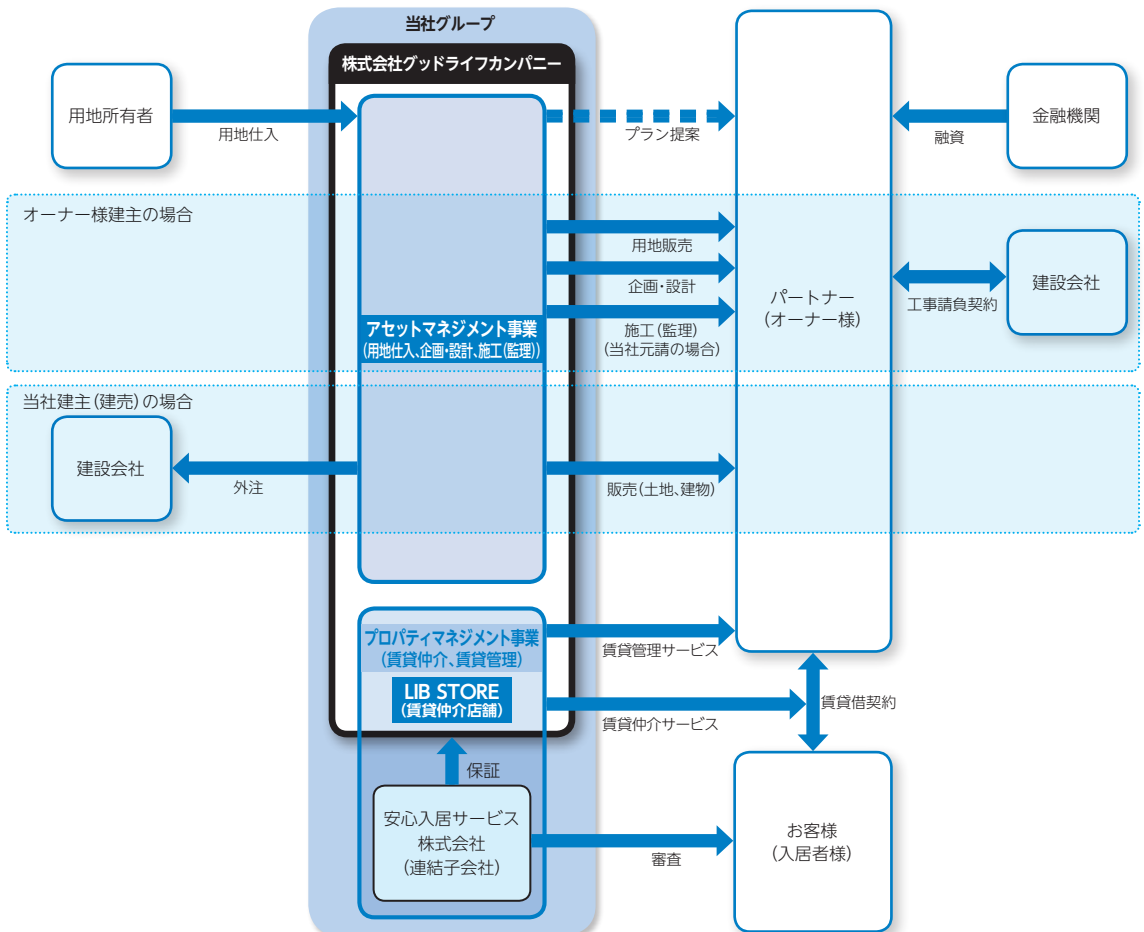 当社グループ
株式会社グッドライフカンパニー
用地所有者
用地仕入
プラン提案
融資
金融機関
オーナー様建主の場合
用地販売
企画・設計
施工（監理）
（当社元請の場合）
アセットマネジメント事業
（用地仕入、企画・設計、施工（監理））
パートナー
（オーナー様）
工事請負契約
建設会社
当社建主（建売）の場合
建設会社
外注
販売（土地、建物）
プロパティマネジメント事業
（賃貸仲介、賃貸管理）
LIB STORE
（賃貸仲介店舗）
賃貸管理サービス
賃貸仲介サービス
賃貸借契約
保証
安心入居サービス
株式会社
（連結子会社）
審査
お客様
（入居者様）